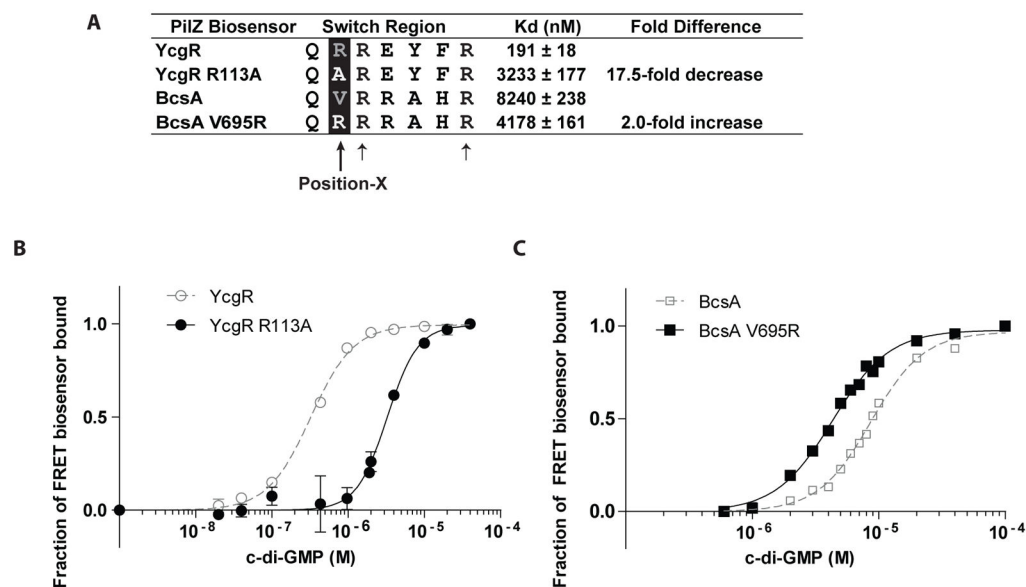 A
PilZ Biosensor Switch Region Kd (nM) Fold Difference
YcgR Q R R E Y F R 191 ± 18
YcgR R113A Q A R E Y F R 3233 ± 177 17.5-fold decrease
BcsA Q V R R A H R 8240 ± 238
BcsA V695R Q R R R A H R 4178 ± 161 2.0-fold increase
Position-X
B
YcgR
YcgR R113A
Fraction of FRET biosensor bound
1.0
0.5
0.0
10-8 10-7 10-6 10-5 10-4
c-di-GMP (M)
C
BcsA
BcsA V695R
Fraction of FRET biosensor bound
1.0
0.5
0.0
10-6 10-5 10-4
c-di-GMP (M)